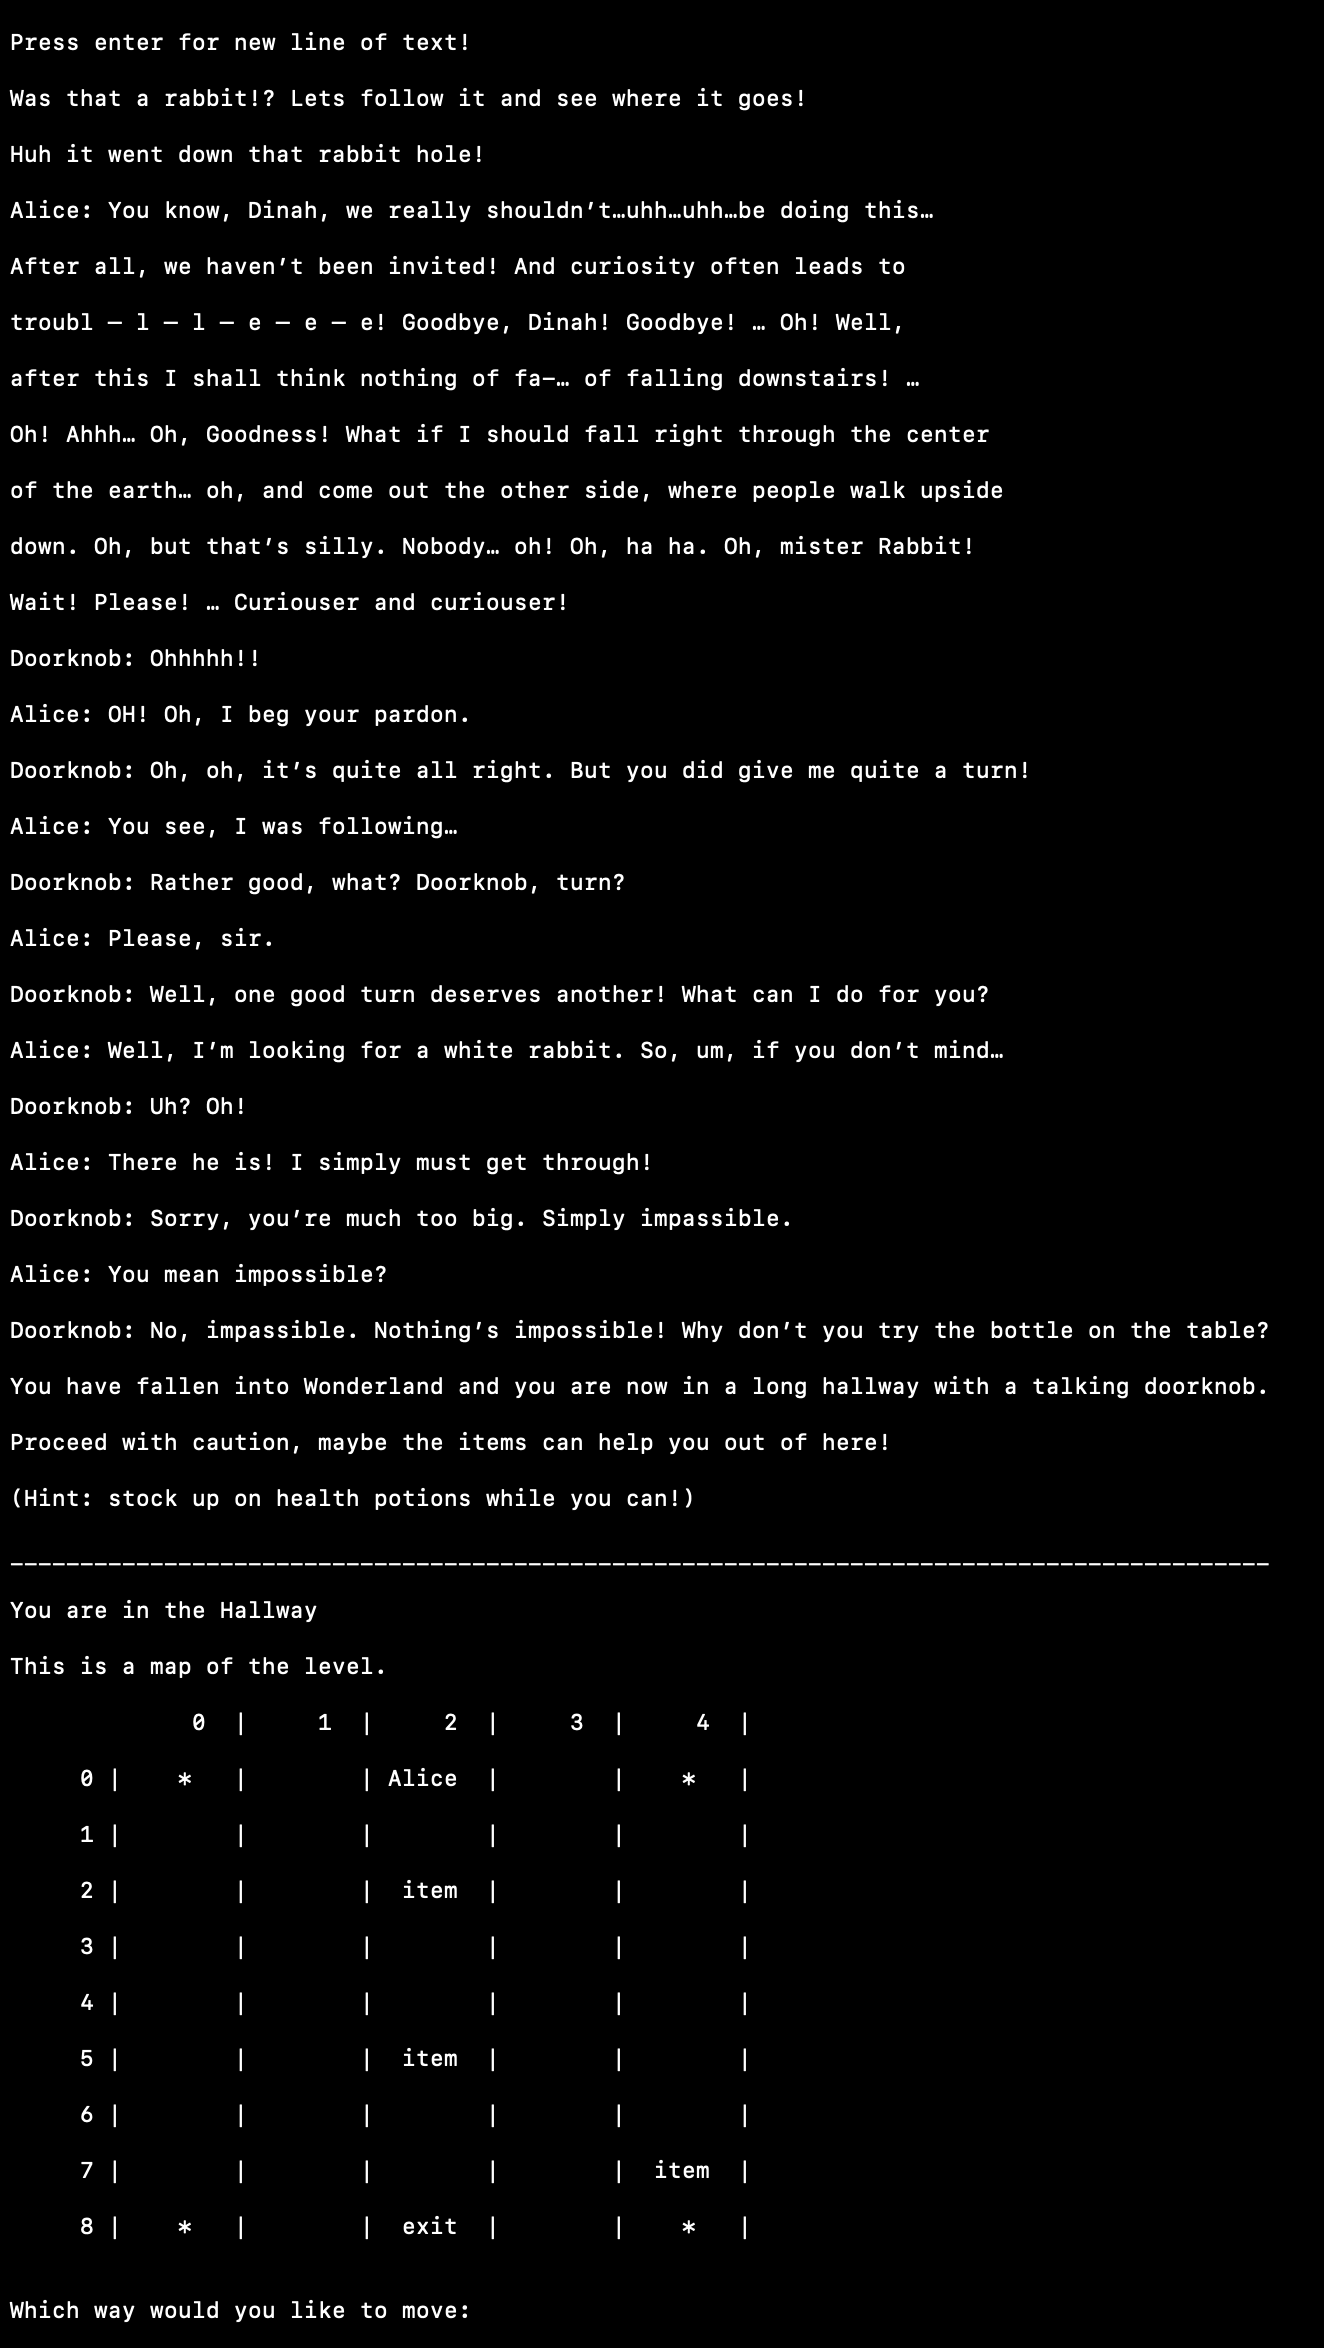 Press enter for new line of text!
Was that a rabbit!? Lets follow it and see where it goes!
Huh it went down that rabbit hole!
Alice: You know, Dinah, we really shouldn’t…uhh…uhh…be doing this…
After all, we haven’t been invited! And curiosity often leads to
troubl – l – l – e – e – e! Goodbye, Dinah! Goodbye! … Oh! Well,
after this I shall think nothing of fa–… of falling downstairs! …
Oh! Ahhh… Oh, Goodness! What if I should fall right through the center
of the earth… oh, and come out the other side, where people walk upside
down. Oh, but that’s silly. Nobody… oh! Oh, ha ha. Oh, mister Rabbit!
Wait! Please! … Curiouser and curiouser!
Doorknob: Ohhhhh!!
Alice: OH! Oh, I beg your pardon.
Doorknob: Oh, oh, it’s quite all right. But you did give me quite a turn!
Alice: You see, I was following…
Doorknob: Rather good, what? Doorknob, turn?
Alice: Please, sir.
Doorknob: Well, one good turn deserves another! What can I do for you?
Alice: Well, I’m looking for a white rabbit. So, um, if you don’t mind…
Doorknob: Uh? Oh!
Alice: There he is! I simply must get through!
Doorknob: Sorry, you’re much too big. Simply impassible.
Alice: You mean impossible?
Doorknob: No, impassible. Nothing’s impossible! Why don’t you try the bottle on the table?
You have fallen into Wonderland and you are now in a long hallway with a talking doorknob.
Proceed with caution, maybe the items can help you out of here!
(Hint: stock up on health potions while you can!)
__________________________________________________________________________________________
You are in the Hallway
This is a map of the level.
             0  |     1  |     2  |     3  |     4  |
     0 |    *   |        | Alice  |        |    *   |
     1 |        |        |        |        |        |
     2 |        |        |  item  |        |        |
     3 |        |        |        |        |        |
     4 |        |        |        |        |        |
     5 |        |        |  item  |        |        |
     6 |        |        |        |        |        |
     7 |        |        |        |        |  item  |
     8 |    *   |        |  exit  |        |    *   |
Which way would you like to move: